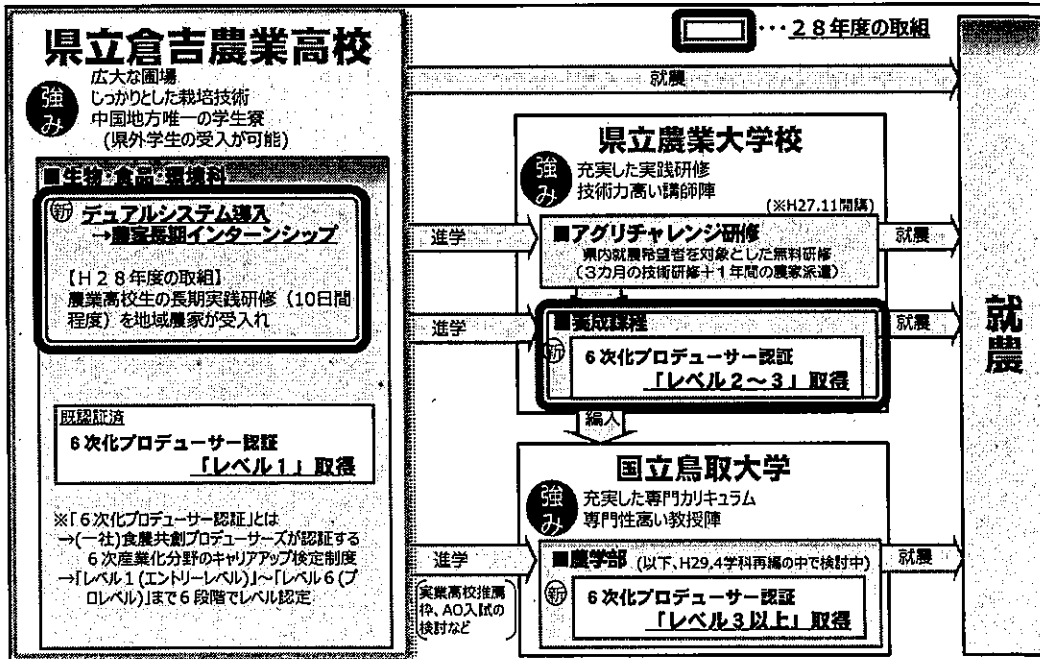 県立倉吉農業高校
強み
広大な圃場
しっかりとした栽培技術
中国地方唯一の学生寮
(県外学生の受入が可能)
■生物・食品・環境科
新 デュアルシステム導入
→農家長期インターンシップ
【H28年度の取組】
農業高校生の長期実践研修(10日間
程度)を地域農家が受入れ
既認証済
6次化プロデューサー認証
「レベル1」取得
※「6次化プロデューサー認証」とは
→(一社)食農共創プロデューサーズが認証する
6次産業化分野のキャリアアップ検定制度
→「レベル1(エントリーレベル)」~「レベル6(プ
ロレベル)」まで6段階でレベル認定
・・・28年度の取組
就農
県立農業大学校
強み
充実した実践研修
技術力高い講師陣
(※H27.11開講)
進学
■アグリチャレンジ研修
県内就農希望者を対象とした無料研修
(3カ月の技術研修+1年間の農家派遣)
就農
進学
■養成課程
新
6次化プロデューサー認証
「レベル2~3」取得
就農
編入
国立鳥取大学
強み
充実した専門カリキュラム
専門性高い教授陣
進学
実業高校推薦
枠、AO入試の
検討など
■農学部 (以下、H29.4学科再編の中で検討中)
新
6次化プロデューサー認証
「レベル3以上」取得
就農
就農